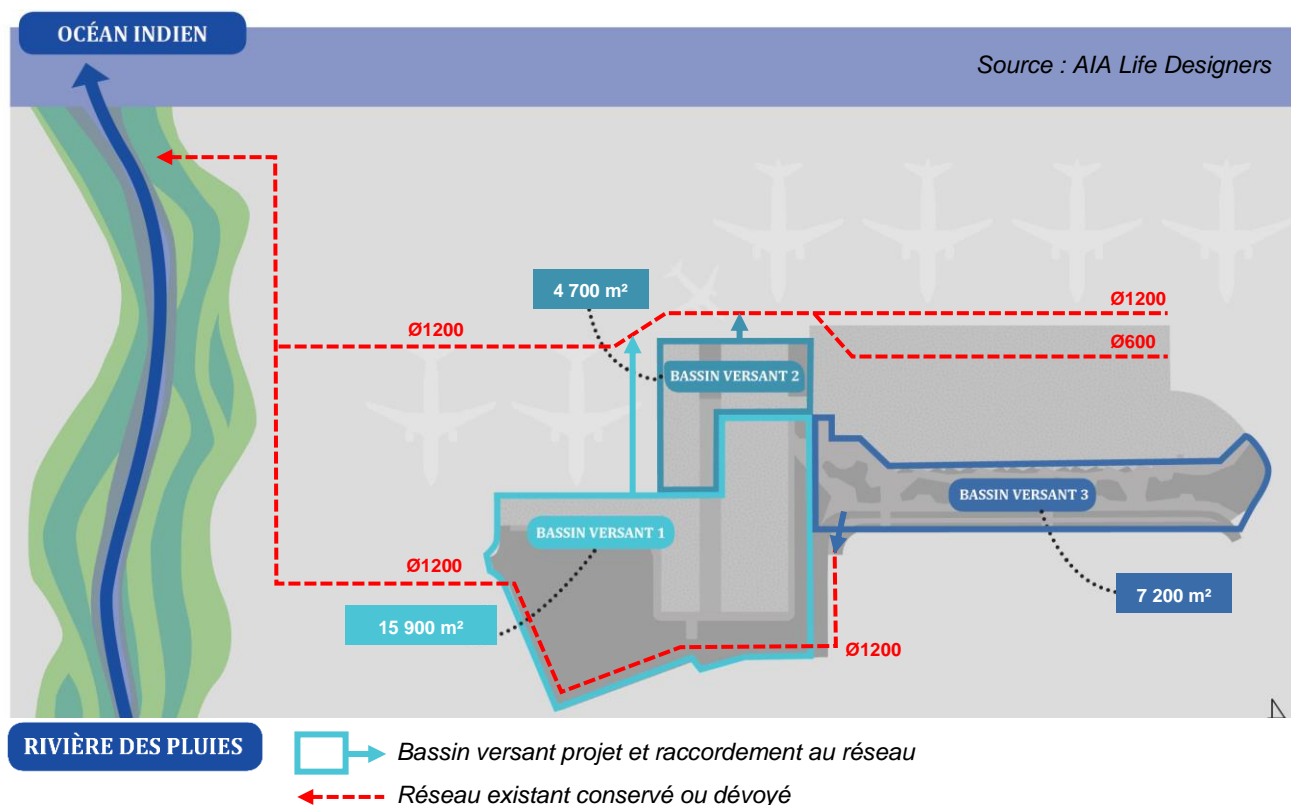 OCÉAN INDIEN
Source : AIA Life Designers
4 700 m²
Ø1200
Ø1200
Ø600
BASSIN VERSANT 2
BASSIN VERSANT 3
BASSIN VERSANT 1
Ø1200
7 200 m²
15 900 m²
Ø1200
RIVIÈRE DES PLUIES
Bassin versant projet et raccordement au réseau
Réseau existant conservé ou dévoyé